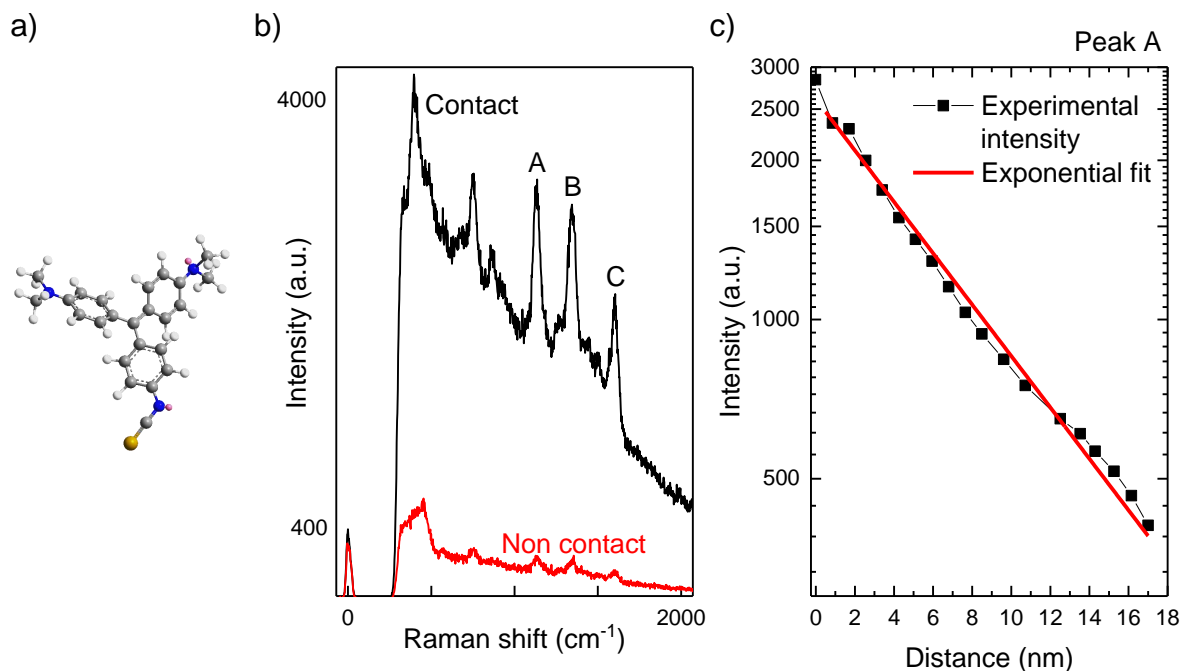 a)
b)
4000
Contact
A
B
C
400
Non contact
Intensity (a.u.)
0
2000
Raman shift (cm-1)
c)
Peak A
3000
2500
2000
1500
1000
500
Intensity (a.u.)
Experimental
intensity
Exponential fit
0 2 4 6 8 10 12 14 16 18
Distance (nm)